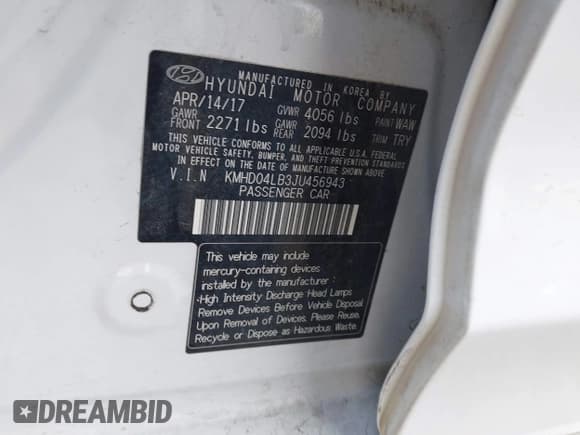 MANUFACTURED IN KOREA BY
HYUNDAI MOTOR COMPANY
APR/14/17 GVWR 4056 lbs PAINT WAW
GAWR FRONT 2271 lbs GAWR REAR 2094 lbs TRIM TRY
THIS VEHICLE CONFORMS TO ALL APPLICABLE U.S.A. FEDERAL
MOTOR VEHICLE SAFETY, BUMPER, AND THEFT PREVENTION STANDARDS
IN EFFECT ON THE DATE OF MANUFACTURE SHOWN ABOVE.
V.I.N KMHD04LB3JU456943
PASSENGER CAR
This vehicle may include
mercury-containing devices
installed by the manufacturer :
·High Intensity Discharge Head Lamps
Remove Devices Before Vehicle Disposal.
Upon Removal of Devices. Please Reuse,
Recycle or Dispose as Hazardous Waste.
DREAMBID